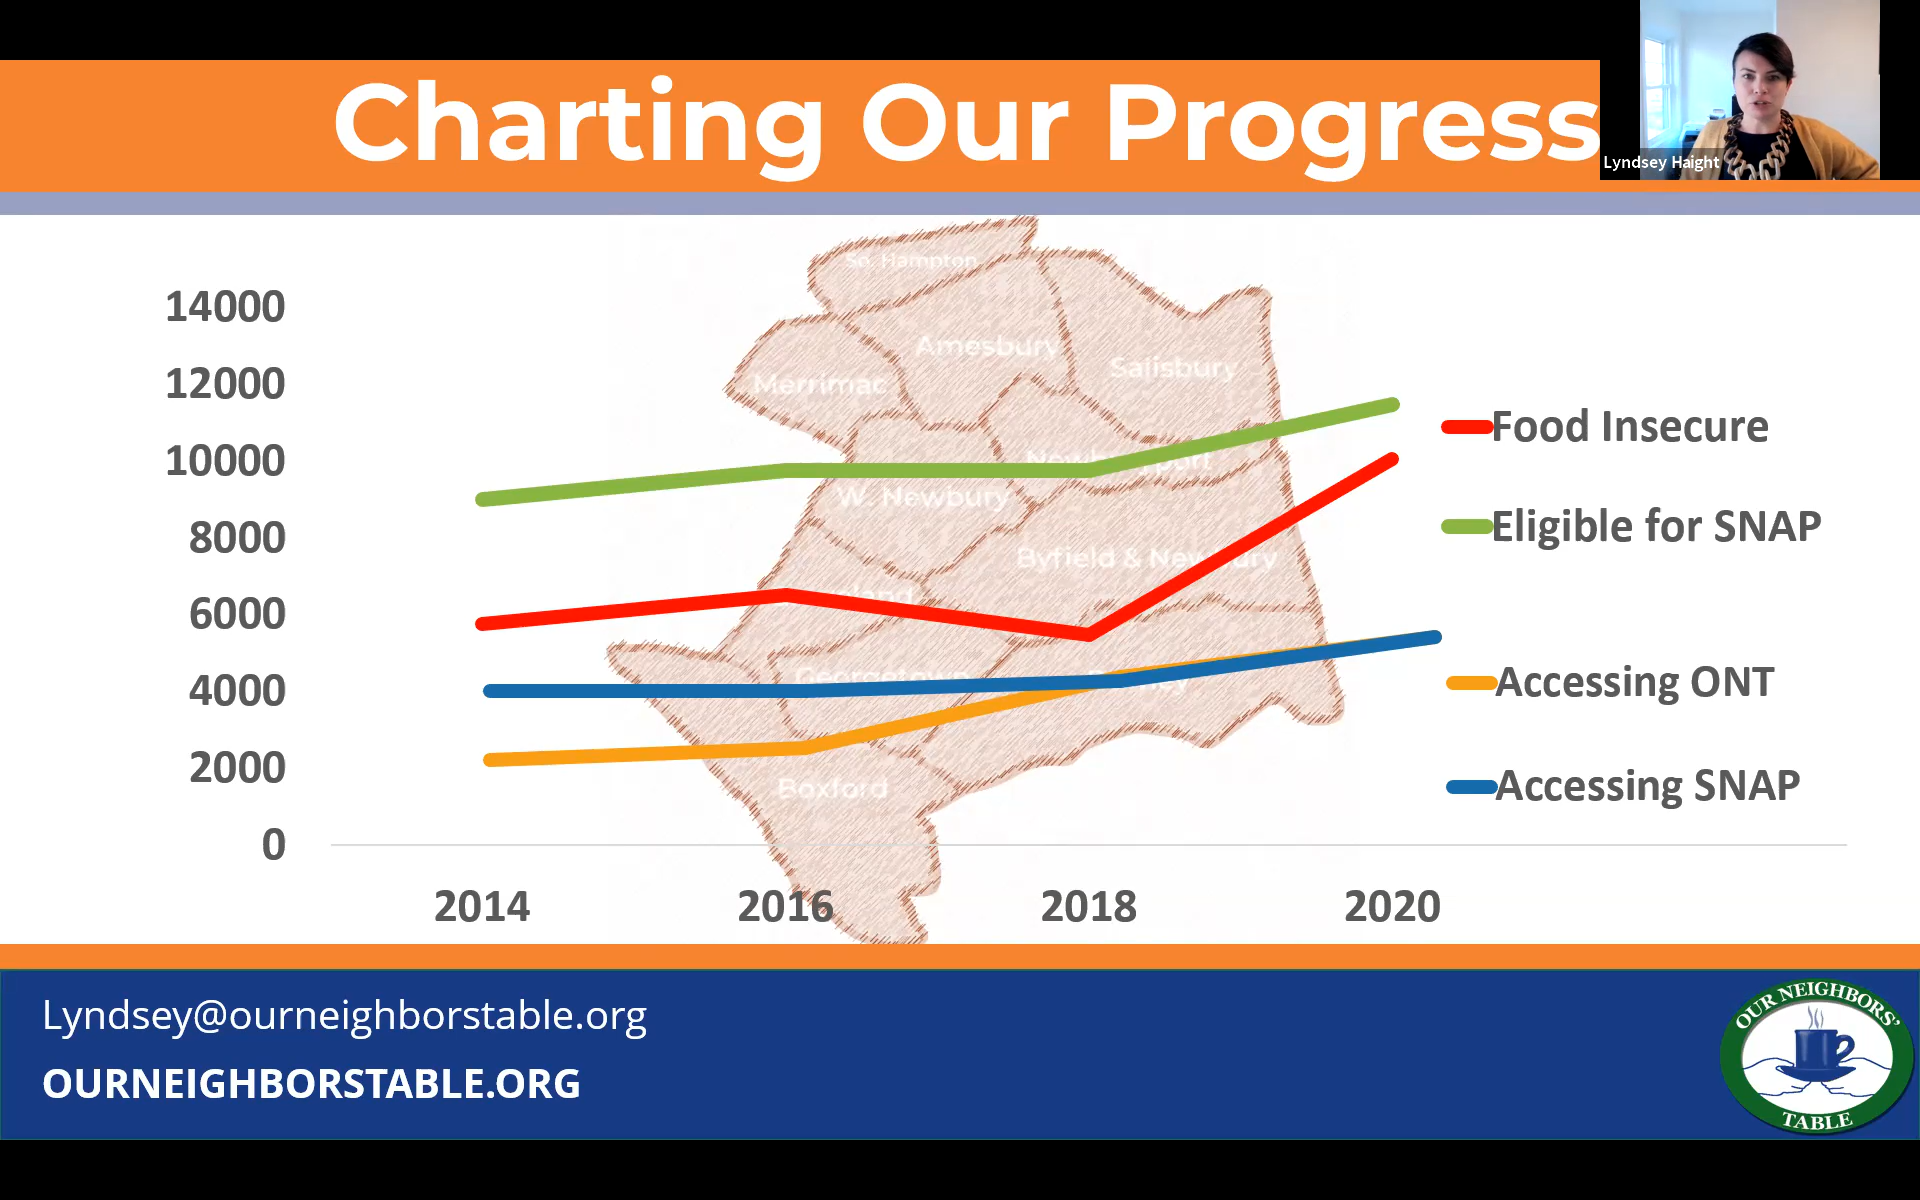 Charting Our Progress
Lyndsey Haight
14000
12000
10000
8000
6000
4000
2000
0
2014 2016 2018 2020
So. Hampton
Amesbury
Salisbury
Merrimac
W. Newbury
Byfield &
Boxford
Food Insecure
Eligible for SNAP
Accessing ONT
Accessing SNAP
Lyndsey@ourneighborstable.org
OURNEIGHBORSTABLE.ORG
OUR NEIGHBORS'
TABLE